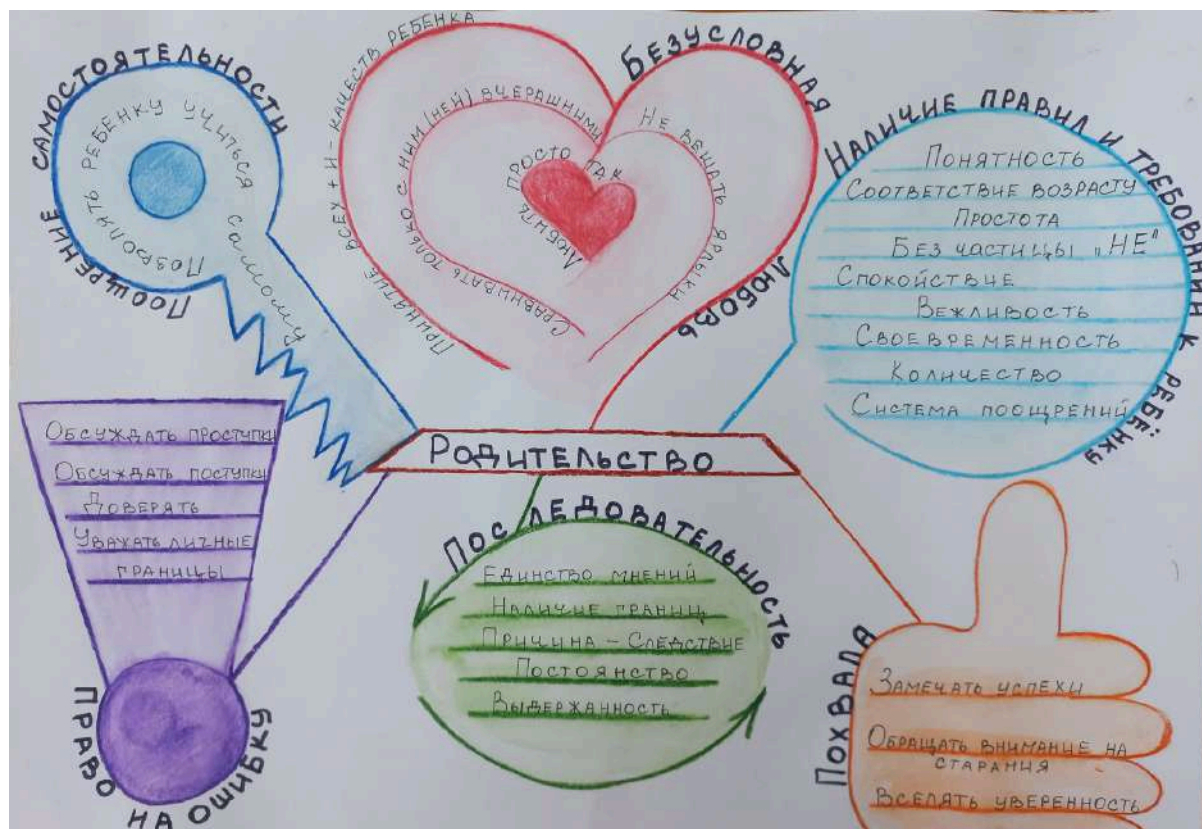 Поощрение самостоятельности
Позволять ребенку учиться самому
Безусловная любовь
Принятие всех + и - качеств ребенка
Сравнивать только с ним (ней) вчерашними
Не вешать ярлыки
Любить просто так
Наличие правил и требований к ребёнку
Понятность
Соответствие возрасту
Простота
Без частицы „НЕ"
Спокойствие
Вежливость
Своевременность
Количество
Система поощрений
Родительство
Обсуждать проступки
Обсуждать поступки
Доверять
Уважать личные
границы
Право на ошибку
Последовательность
Единство мнений
Наличие границ
Причина - Следствие
Постоянство
Выдержанность
Похвала
Замечать успехи
Обращать внимание на
старания
Вселять уверенность